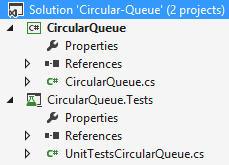 Solution 'Circular-Queue' (2 projects)
C# CircularQueue
Properties
References
C# CircularQueue.cs
CircularQueue.Tests
Properties
References
C# UnitTestsCircularQueue.cs